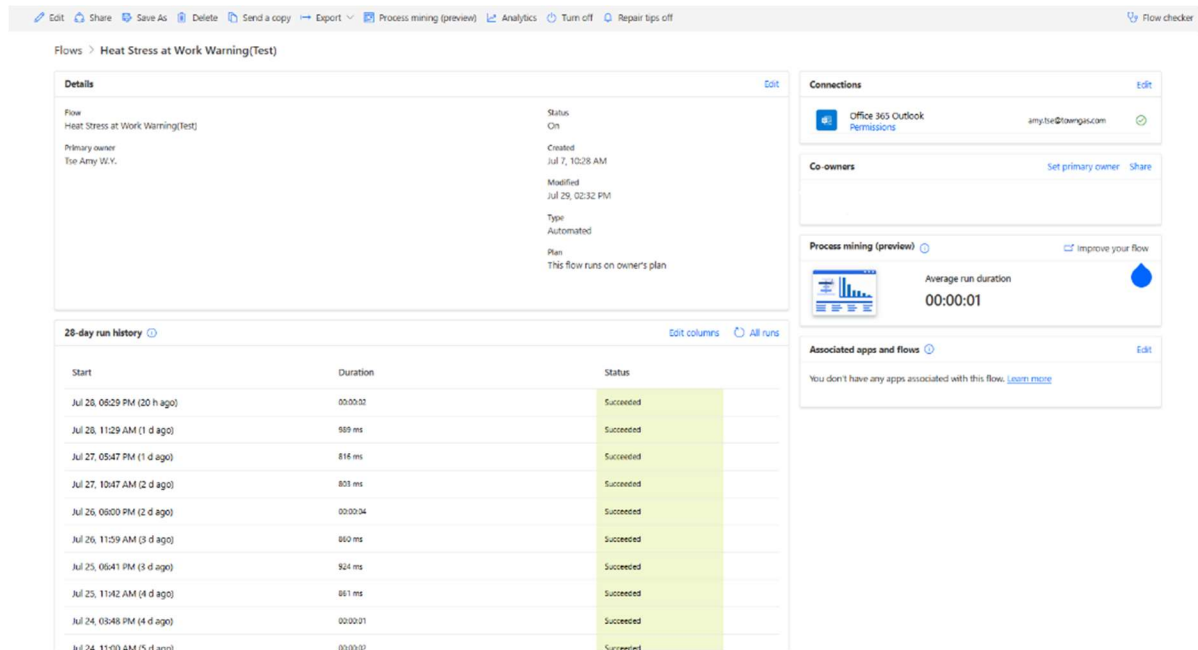 Edit Share Save As Delete Send a copy Export Process mining (preview) Analytics Turn off Repair tips off Flow checker
Flows > Heat Stress at Work Warning(Test)
Details Edit
Flow
Heat Stress at Work Warning(Test)
Primary owner
Tse Amy W.Y.
Status
On
Created
Jul 7, 10:28 AM
Modified
Jul 29, 02:32 PM
Type
Automated
Plan
This flow runs on owner's plan
28-day run history Edit columns All runs
Start Duration Status
Jul 28, 06:29 PM (20 h ago) 00:00:02 Succeeded
Jul 28, 11:29 AM (1 d ago) 989 ms Succeeded
Jul 27, 05:47 PM (1 d ago) 816 ms Succeeded
Jul 27, 10:47 AM (2 d ago) 803 ms Succeeded
Jul 26, 06:00 PM (2 d ago) 00:00:04 Succeeded
Jul 26, 11:59 AM (3 d ago) 860 ms Succeeded
Jul 25, 06:41 PM (3 d ago) 924 ms Succeeded
Jul 25, 11:42 AM (4 d ago) 861 ms Succeeded
Jul 24, 03:48 PM (4 d ago) 00:00:01 Succeeded
Jul 24, 11:00 AM (5 d ago) 00:00:02 Succeeded
Connections Edit
Office 365 Outlook amy.tse@towngas.com
Permissions
Co-owners Set primary owner Share
Process mining (preview) Improve your flow
Average run duration
00:00:01
Associated apps and flows Edit
You don't have any apps associated with this flow. Learn more